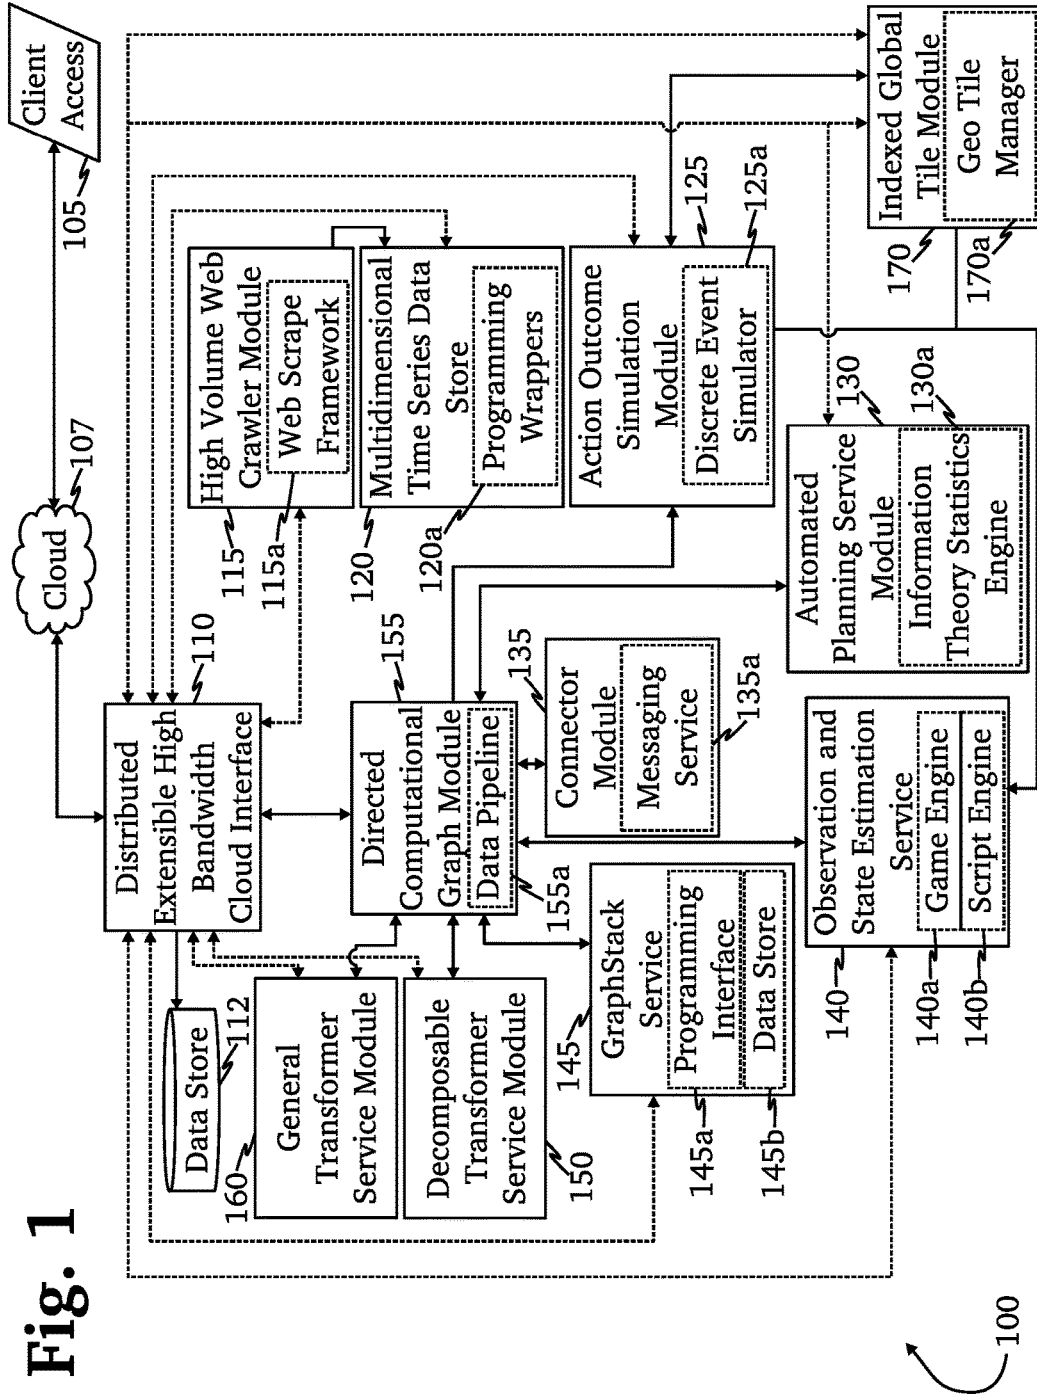 Fig. 1
Client
Access
105
Cloud
107
Distributed
Extensible High
Bandwidth
Cloud Interface
110
Data Store
112
High Volume Web
Crawler Module
Web Scrape
Framework
115
115a
Multidimensional
Time Series Data
Store
Programming
Wrappers
120
120a
Action Outcome
Simulation
Module
Discrete Event
Simulator
125
125a
Indexed Global
Tile Module
Geo Tile
Manager
170
170a
Directed
Computational
Graph Module
Data Pipeline
155
155a
General
Transformer
Service Module
160
Decomposable
Transformer
Service Module
150
Connector
Module
Messaging
Service
135
135a
Automated
Planning Service
Module
Information
Theory Statistics
Engine
130
130a
GraphStack
Service
Programming
Interface
Data Store
145
145a
145b
Observation and
State Estimation
Service
Game Engine
Script Engine
140
140a
140b
100